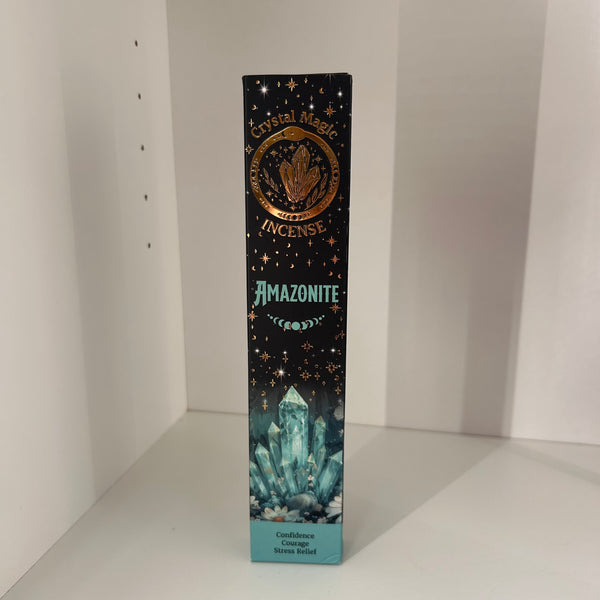 Crystal Magic
INCENSE
AMAZONITE
Confidence
Courage
Stress Relief